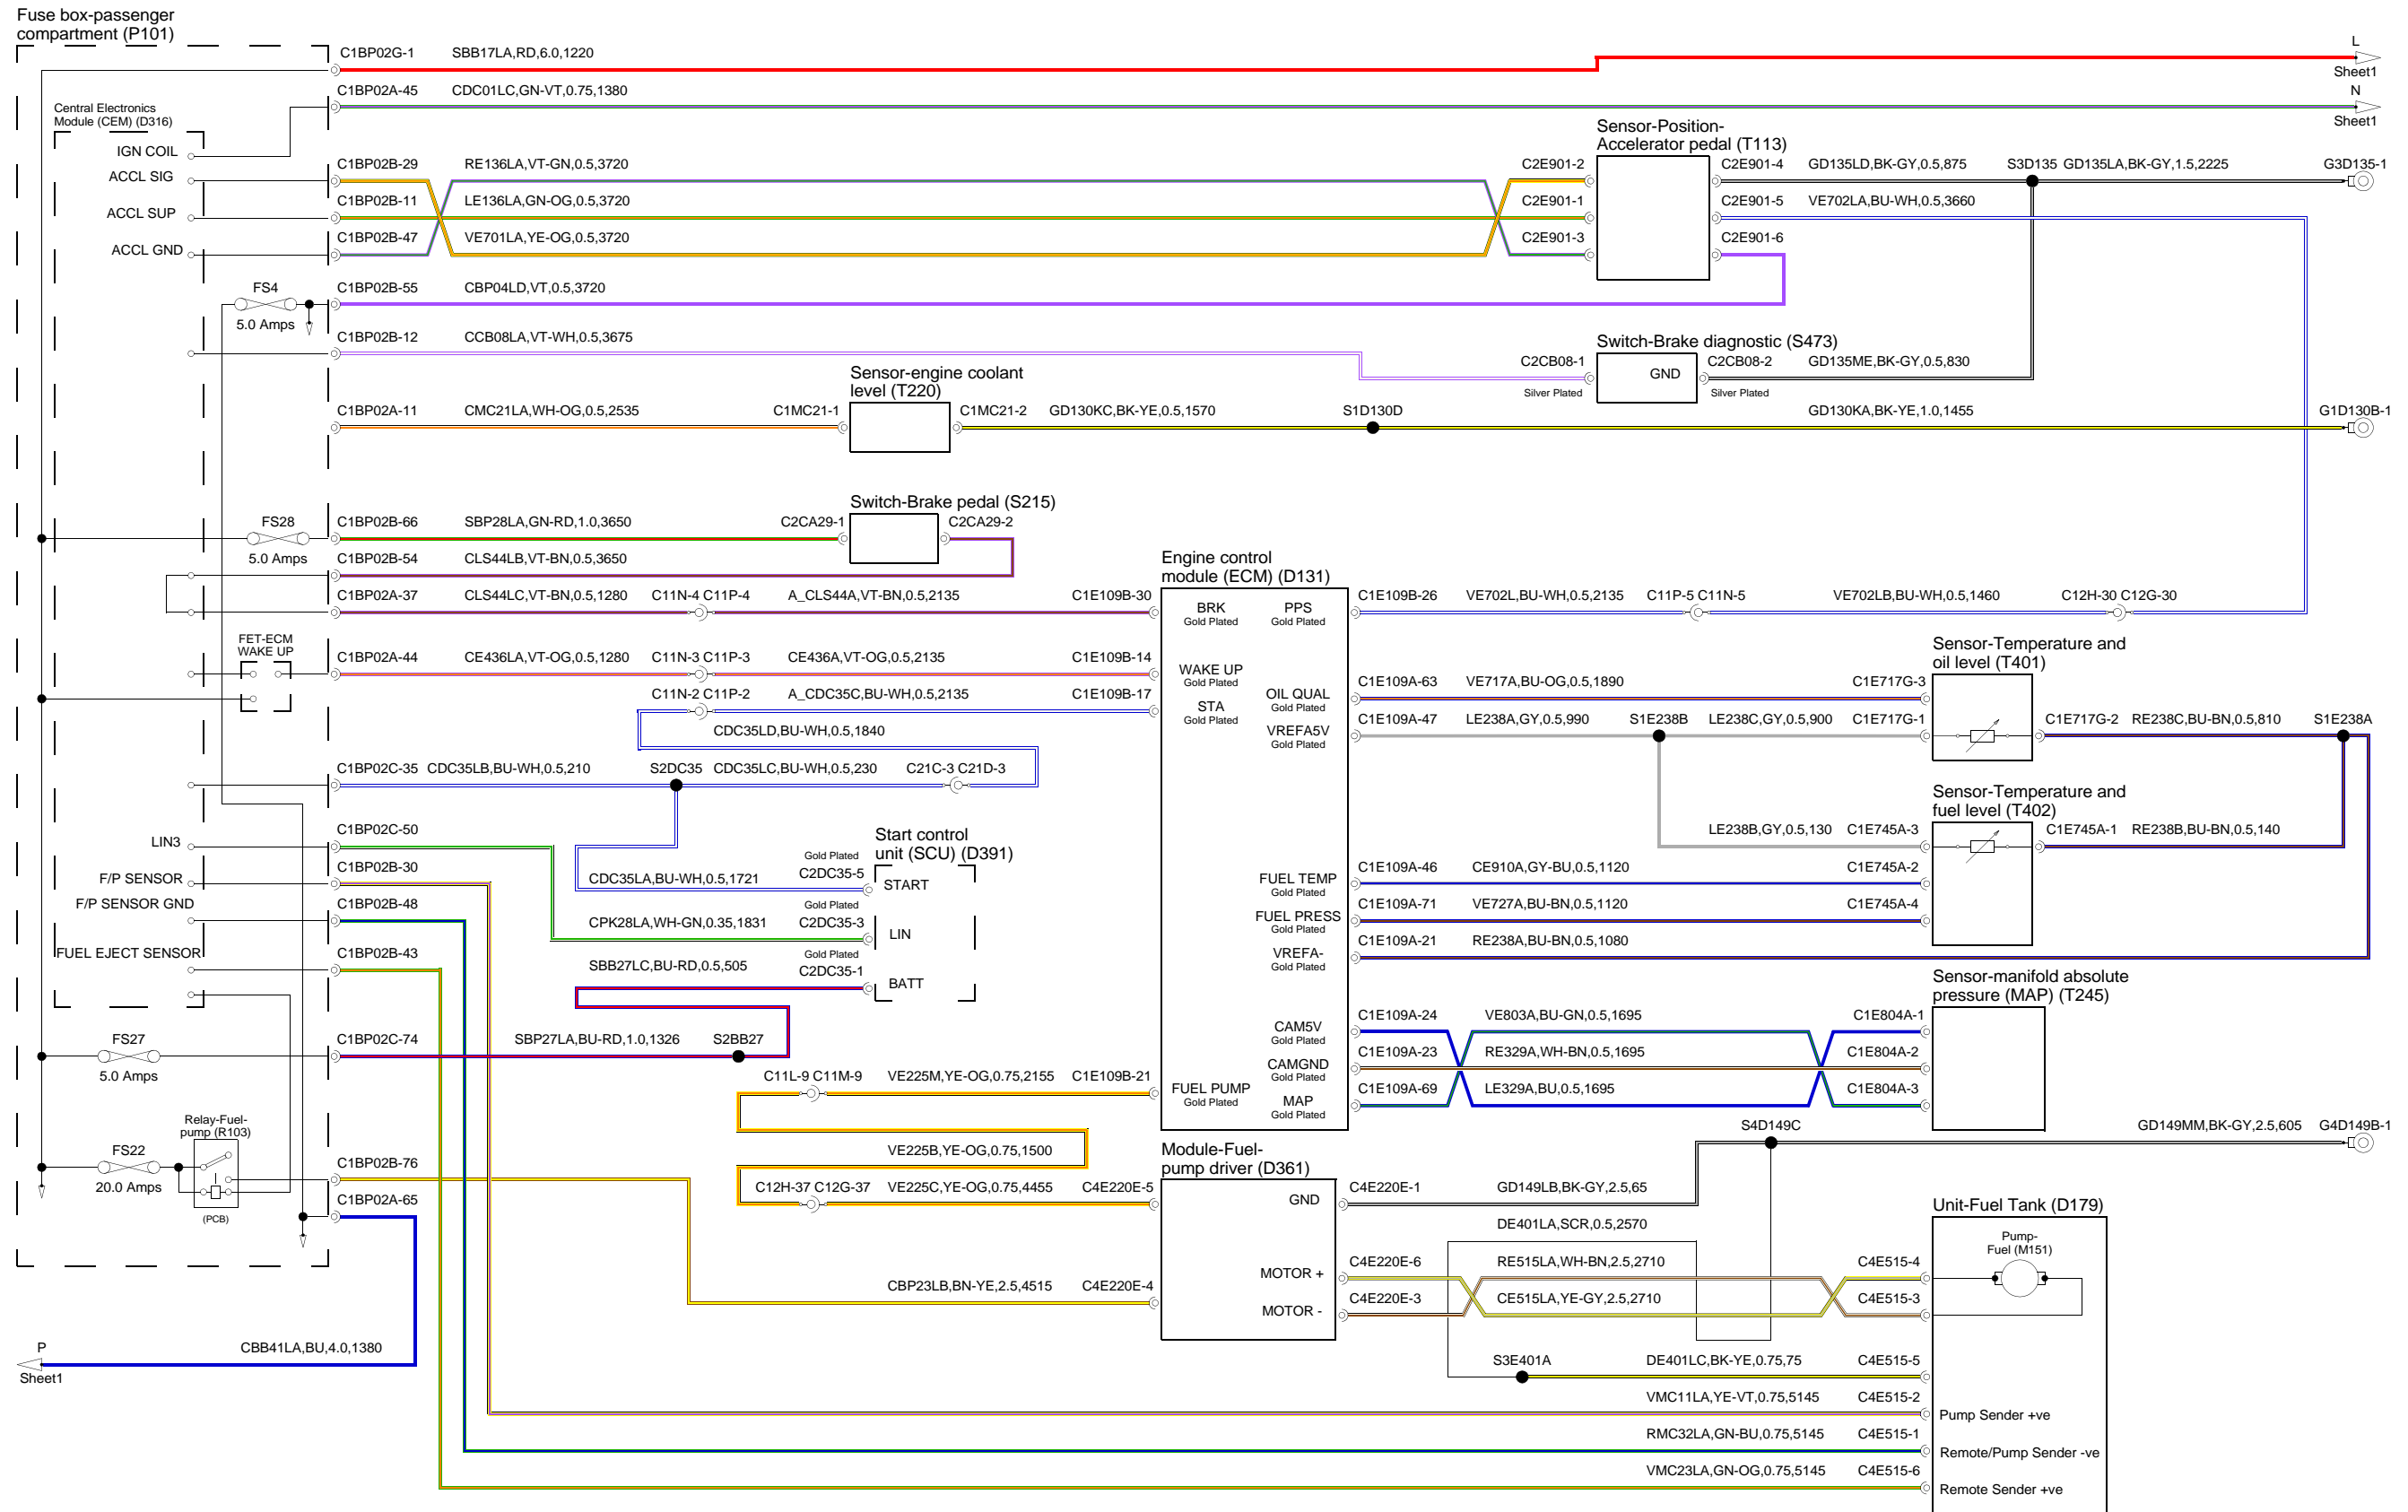 Fuse box-passenger
compartment (P101)
C1BP02G-1 SBB17LA,RD,6.0,1220
L
Sheet1
C1BP02A-45 CDC01LC,GN-VT,0.75,1380
N
Sheet1
Central Electronics
Module (CEM) (D316)
IGN COIL
ACCL SIG
ACCL SUP
ACCL GND
Sensor-Position-
Accelerator pedal (T113)
C1BP02B-29 RE136LA,VT-GN,0.5,3720 C2E901-2 C2E901-4 GD135LD,BK-GY,0.5,875 S3D135 GD135LA,BK-GY,1.5,2225 G3D135-1
C1BP02B-11 LE136LA,GN-OG,0.5,3720 C2E901-1 C2E901-5 VE702LA,BU-WH,0.5,3660
C1BP02B-47 VE701LA,YE-OG,0.5,3720 C2E901-3 C2E901-6
FS4
5.0 Amps
C1BP02B-55 CBP04LD,VT,0.5,3720
C1BP02B-12 CCB08LA,VT-WH,0.5,3675
Switch-Brake diagnostic (S473)
C2CB08-1 GND C2CB08-2 GD135ME,BK-GY,0.5,830
Silver Plated Silver Plated
Sensor-engine coolant
level (T220)
C1BP02A-11 CMC21LA,WH-OG,0.5,2535 C1MC21-1 C1MC21-2 GD130KC,BK-YE,0.5,1570 S1D130D GD130KA,BK-YE,1.0,1455 G1D130B-1
Switch-Brake pedal (S215)
FS28
5.0 Amps
C1BP02B-66 SBP28LA,GN-RD,1.0,3650 C2CA29-1 C2CA29-2
C1BP02B-54 CLS44LB,VT-BN,0.5,3650
Engine control
module (ECM) (D131)
C1BP02A-37 CLS44LC,VT-BN,0.5,1280 C11N-4 C11P-4 A_CLS44A,VT-BN,0.5,2135 C1E109B-30
BRK
Gold Plated
PPS
Gold Plated
C1E109B-26 VE702L,BU-WH,0.5,2135 C11P-5 C11N-5 VE702LB,BU-WH,0.5,1460 C12H-30 C12G-30
FET-ECM
WAKE UP
C1BP02A-44 CE436LA,VT-OG,0.5,1280 C11N-3 C11P-3 CE436A,VT-OG,0.5,2135 C1E109B-14
WAKE UP
Gold Plated
C11N-2 C11P-2 A_CDC35C,BU-WH,0.5,2135 C1E109B-17
STA
Gold Plated
CDC35LD,BU-WH,0.5,1840
Sensor-Temperature and
oil level (T401)
OIL QUAL
Gold Plated
C1E109A-63 VE717A,BU-OG,0.5,1890 C1E717G-3
VREFA5V
Gold Plated
C1E109A-47 LE238A,GY,0.5,990 S1E238B LE238C,GY,0.5,900 C1E717G-1 C1E717G-2 RE238C,BU-BN,0.5,810 S1E238A
C1BP02C-35 CDC35LB,BU-WH,0.5,210 S2DC35 CDC35LC,BU-WH,0.5,230 C21C-3 C21D-3
Sensor-Temperature and
fuel level (T402)
LE238B,GY,0.5,130 C1E745A-3 C1E745A-1 RE238B,BU-BN,0.5,140
LIN3
C1BP02C-50
Start control
unit (SCU) (D391)
F/P SENSOR
C1BP02B-30
F/P SENSOR GND
C1BP02B-48
FUEL EJECT SENSOR
C1BP02B-43
Gold Plated
CDC35LA,BU-WH,0.5,1721 C2DC35-5 START
Gold Plated
CPK28LA,WH-GN,0.35,1831 C2DC35-3 LIN
Gold Plated
SBB27LC,BU-RD,0.5,505 C2DC35-1 BATT
FUEL TEMP
Gold Plated
C1E109A-46 CE910A,GY-BU,0.5,1120 C1E745A-2
FUEL PRESS
Gold Plated
C1E109A-71 VE727A,BU-BN,0.5,1120 C1E745A-4
VREFA-
Gold Plated
C1E109A-21 RE238A,BU-BN,0.5,1080
Sensor-manifold absolute
pressure (MAP) (T245)
CAM5V
Gold Plated
C1E109A-24 VE803A,BU-GN,0.5,1695 C1E804A-1
CAMGND
Gold Plated
C1E109A-23 RE329A,WH-BN,0.5,1695 C1E804A-2
MAP
Gold Plated
C1E109A-69 LE329A,BU,0.5,1695 C1E804A-3
FS27
5.0 Amps
C1BP02C-74 SBP27LA,BU-RD,1.0,1326 S2BB27
C11L-9 C11M-9 VE225M,YE-OG,0.75,2155 C1E109B-21
FUEL PUMP
Gold Plated
VE225B,YE-OG,0.75,1500
C12H-37 C12G-37 VE225C,YE-OG,0.75,4455 C4E220E-5
Relay-Fuel-
pump (R103)
FS22
20.0 Amps
(PCB)
C1BP02B-76
C1BP02A-65
Module-Fuel-
pump driver (D361)
GND
C4E220E-1 GD149LB,BK-GY,2.5,65
S4D149C GD149MM,BK-GY,2.5,605 G4D149B-1
DE401LA,SCR,0.5,2570
CBP23LB,BN-YE,2.5,4515 C4E220E-4
MOTOR + C4E220E-6 RE515LA,WH-BN,2.5,2710 C4E515-4
MOTOR - C4E220E-3 CE515LA,YE-GY,2.5,2710 C4E515-3
Unit-Fuel Tank (D179)
Pump-
Fuel (M151)
P
Sheet1
CBB41LA,BU,4.0,1380
S3E401A DE401LC,BK-YE,0.75,75 C4E515-5
VMC11LA,YE-VT,0.75,5145 C4E515-2 Pump Sender +ve
RMC32LA,GN-BU,0.75,5145 C4E515-1 Remote/Pump Sender -ve
VMC23LA,GN-OG,0.75,5145 C4E515-6 Remote Sender +ve